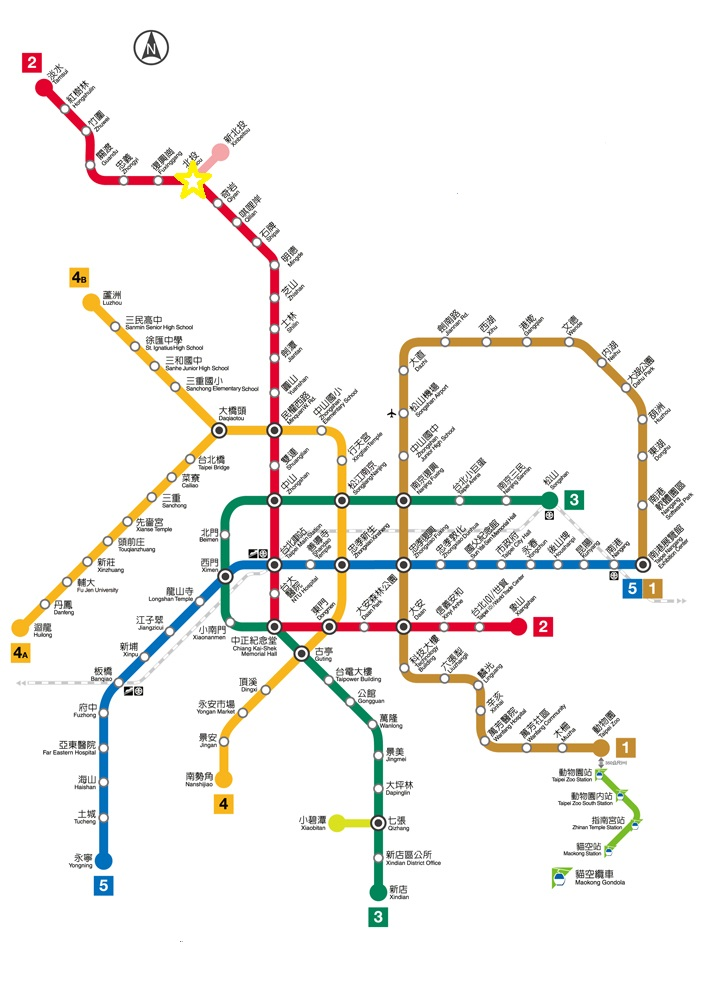 N
2
淡水
Tamsui
紅樹林
Hongshulin
竹圍
Zhuwei
關渡
Guandu
忠義
Zhongyi
復興崗
Fuxinggang
北投
新北投
Xinbeitou
奇岩
Qiyan
唭哩岸
Qilian
石牌
Shipai
明德
Mingde
芝山
Zhishan
士林
Shilin
劍潭
Jiantan
圓山
Yuanshan
民權西路
Minquan W. Rd.
雙連
Shuanglian
中山
Zhongshan
台北車站
Taipei Main Station
台大
醫院
NTU Hospital
中正紀念堂
Chiang Kai-Shek
Memorial Hall
東門
Dongmen
大安森林公園
Daan Park
大安
Daan
信義安和
Xinyi Anhe
台北101/世貿
Taipei 101/World Trade Center
象山
Xiangshan
2
4B
蘆洲
Luzhou
三民高中
Sanmin Senior High School
徐匯中學
St. Ignatius High School
三和國中
Sanhe Junior High School
三重國小
Sanchong Elementary School
大橋頭
Daqiaotou
台北橋
Taipei Bridge
菜寮
Cailiao
三重
Sanchong
先嗇宮
Xianse Temple
頭前庄
Touqianzhuang
新莊
Xinzhuang
輔大
Fu Jen University
丹鳳
Danfeng
迴龍
Huilong
4A
中山國小
Zhongshan
Elementary School
行天宮
Xingtian Temple
松江南京
Songjiang Nanjing
忠孝新生
Zhongxiao Xinsheng
古亭
Guting
頂溪
Dingxi
永安市場
Yongan Market
景安
Jingan
南勢角
Nanshijiao
4
劍南路
Jiannan Rd.
西湖
Xihu
港墘
Gangqian
文德
Wende
內湖
Neihu
大湖公園
Dahu Park
葫洲
Huzhou
東湖
Donghu
南港
軟體園區
Nangang
Software Park
南港展覽館
Taipei Nangang
Exhibition Center
5
1
大直
Dazhi
松山機場
Songshan Airport
中山國中
Zhongshan
Junior High School
南京復興
Nanjing Fuxing
忠孝復興
Zhongxiao Fuxing
科技大樓
Technology
Building
六張犁
Liuzhangli
麟光
Linguang
辛亥
Xinhai
萬芳醫院
Wanfang Hospital
萬芳社區
Wanfang Community
木柵
Muzha
動物園
Taipei Zoo
1
台北小巨蛋
Taipei Arena
南京三民
Nanjing Sanmin
松山
Songshan
3
北門
Beimen
西門
Ximen
小南門
Xiaonanmen
台電大樓
Taipower Building
公館
Gongguan
萬隆
Wanlong
景美
Jingmei
大坪林
Dapinglin
七張
Qizhang
小碧潭
Xiaobitan
新店區公所
Xindian District Office
新店
Xindian
3
善導寺
Shandao
Temple
忠孝敦化
Zhongxiao Dunhua
國父紀念館
Sun Yat-Sen Memorial Hall
市政府
Taipei City Hall
永春
Yongchun
後山埤
Houshanpi
昆陽
Kunyang
南港
Nangang
龍山寺
Longshan Temple
江子翠
Jiangzicui
新埔
Xinpu
板橋
Banqiao
府中
Fuzhong
亞東醫院
Far Eastern Hospital
海山
Haishan
土城
Tucheng
永寧
Yongning
5
動物園站
Taipei Zoo Station
動物園內站
Taipei Zoo South Station
指南宮站
Zhinan Temple Station
貓空站
Maokong Station
貓空纜車
Maokong Gondola